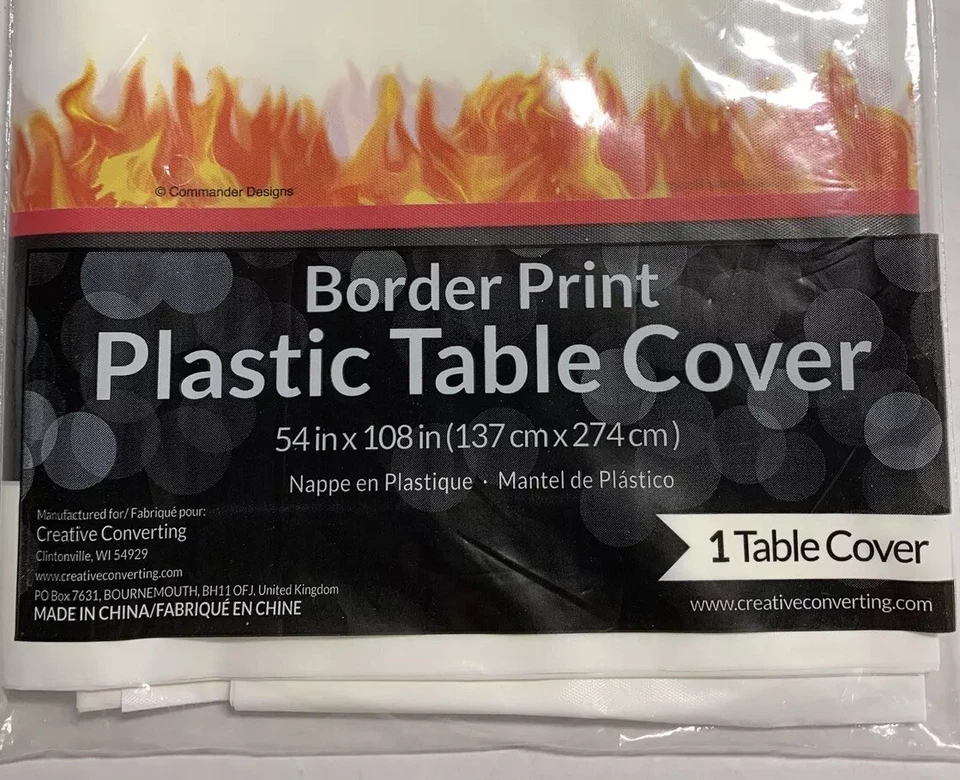 © Commander Designs
Border Print
Plastic Table Cover
54 in x 108 in (137 cm x 274 cm)
Nappe en Plastique · Mantel de Plástico
Manufactured for/ Fabriqué pour:
Creative Converting
Clintonville, WI 54929
www.creativeconverting.com
PO Box 7631, BOURNEMOUTH, BH11 OFJ, United Kingdom
MADE IN CHINA/FABRIQUÉ EN CHINE
1 Table Cover
www.creativeconverting.com